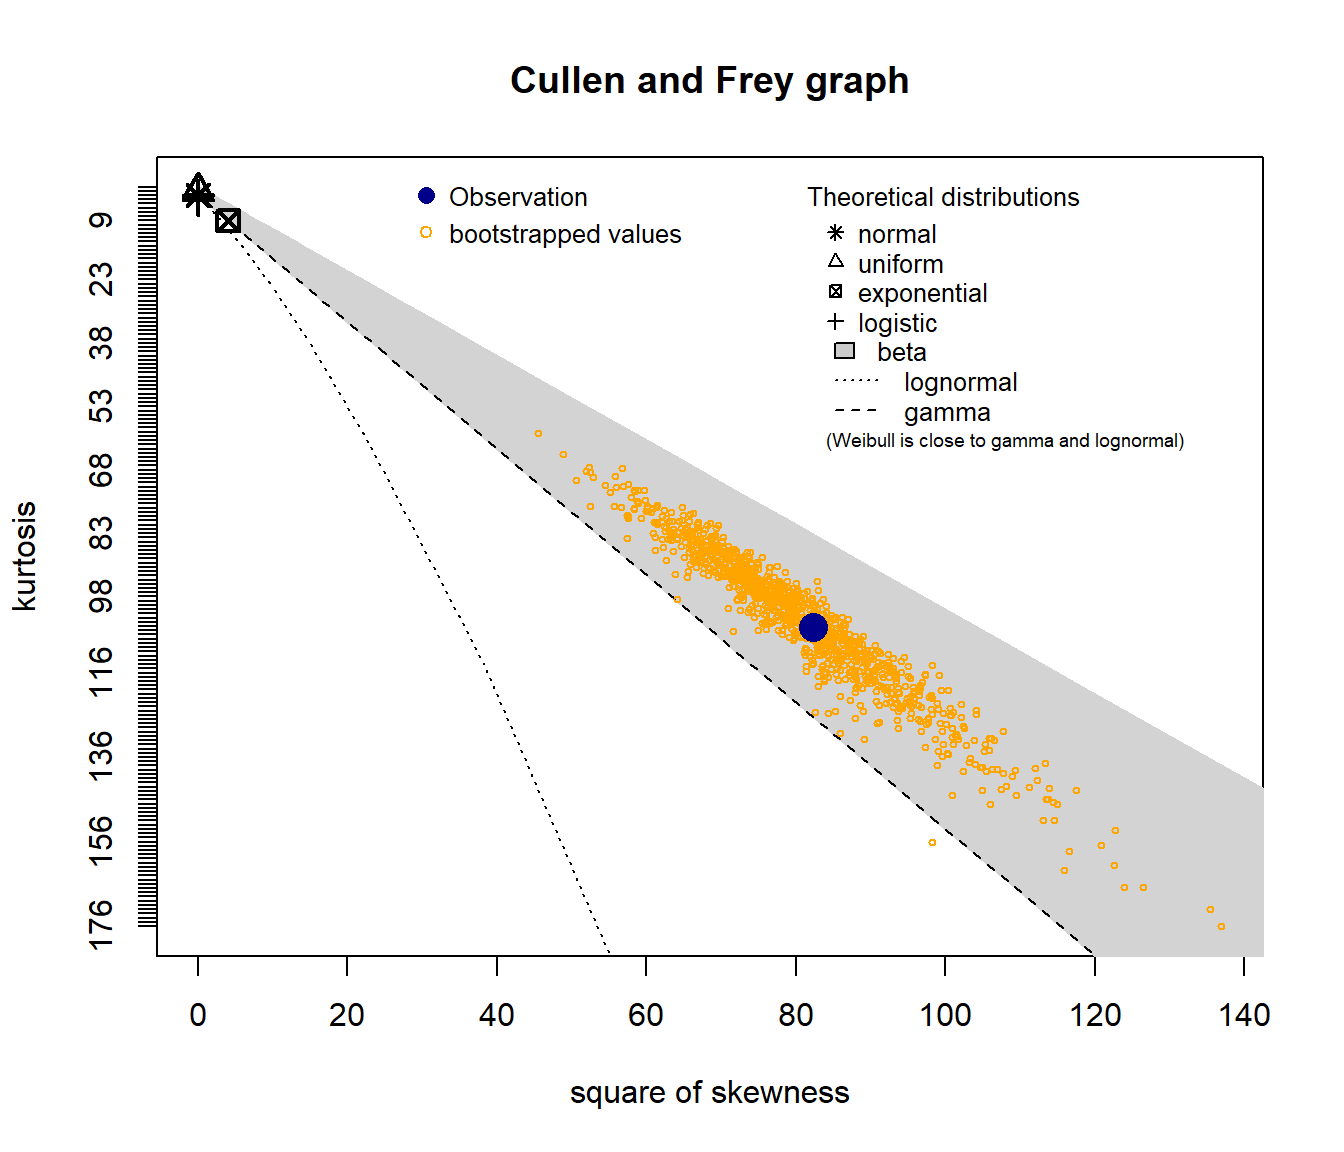 Cullen and Frey graph
Observation
bootstrapped values
Theoretical distributions
normal
uniform
exponential
logistic
beta
lognormal
gamma
(Weibull is close to gamma and lognormal)
kurtosis
9
23
38
53
68
83
98
116
136
156
176
0 20 40 60 80 100 120 140
square of skewness